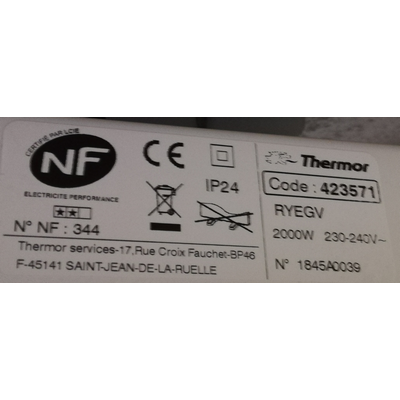 CERTIFIÉ PAR LCIE
NF
ELECTRICITE PERFORMANCE
N° NF : 344
CE
IP24
Thermor services-17,Rue Croix Fauchet-BP46
F-45141 SAINT-JEAN-DE-LA-RUELLE
Thermor
Code : 423571
RYEGV
2000W 230-240V~
N° 1845A0039